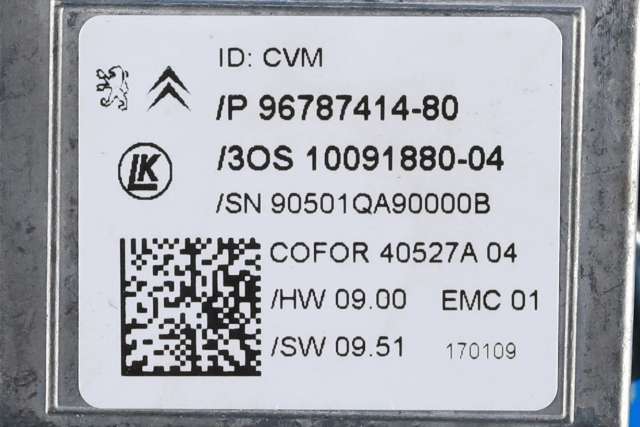 ID: CVM
/P 96787414-80
/3OS 10091880-04
LK
/SN 90501QA90000B
COFOR 40527A 04
/HW 09.00 EMC 01
/SW 09.51 170109